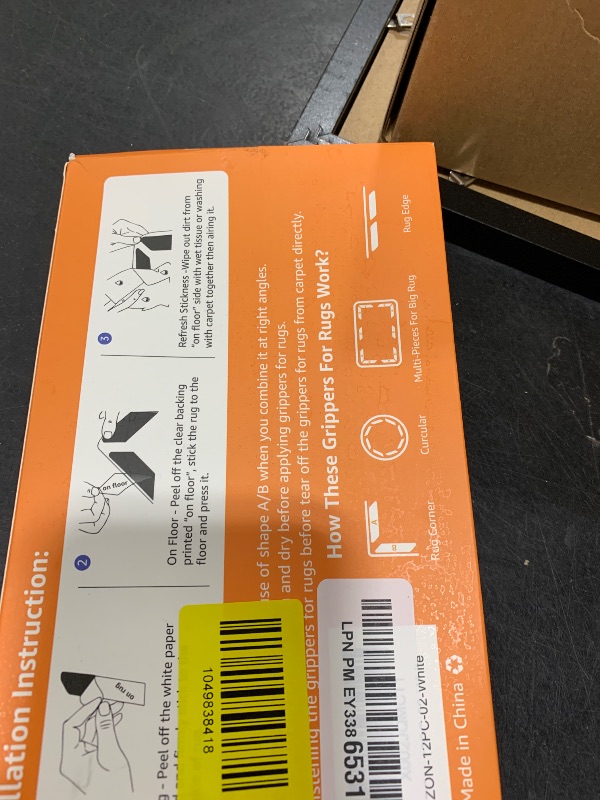 llation Instruction:
on rug
- Peel off the white paper
2
on floor
On Floor - Peel off the clear backing
printed "on floor", stick the rug to the
floor and press it.
3
Refresh Stickness -Wipe out dirt from
"on floor" side with wet tissue or washing
with carpet together then airing it.
se of shape A/B when you combine it at right angles.
and dry before applying grippers for rugs.
stening the grippers for rugs before tear off the grippers for rugs from carpet directly.
How These Grippers For Rugs Work?
A
B
Rug Gorner
Curcular
Multi-Pieces For Big Rug
Rug Edge
1049838418
LPN PM EY3386531
ZON-12PC-02-White
Made in China